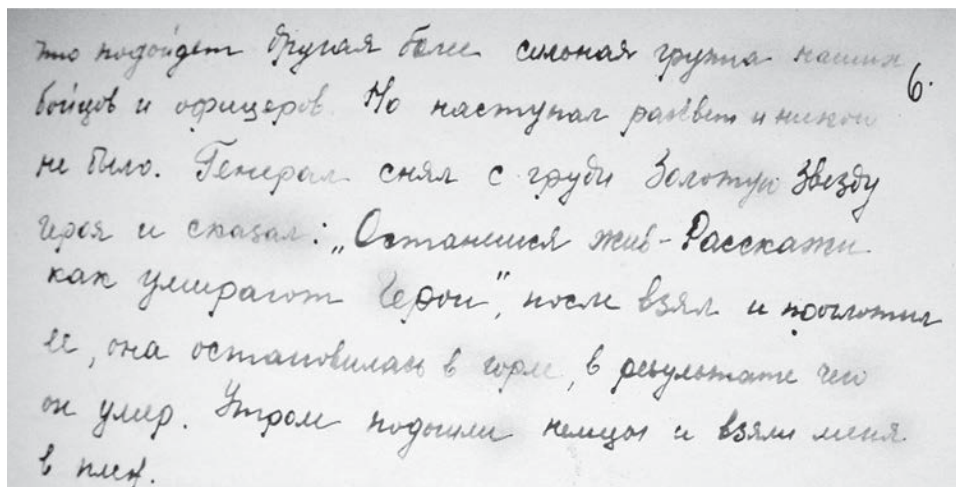 что подойдет другая более сильная группа наших
6.
бойцов и офицеров. Но наступал рассвет и никого
не было. Генерал снял с груди Золотую Звезду
героя и сказал: „Останешся жив - Расскажи
как умирают Герои", после взял и проглотил
ее, она остановилась в горле, в результате чего
он умер. Утром подошли немцы и взяли меня
в плен.